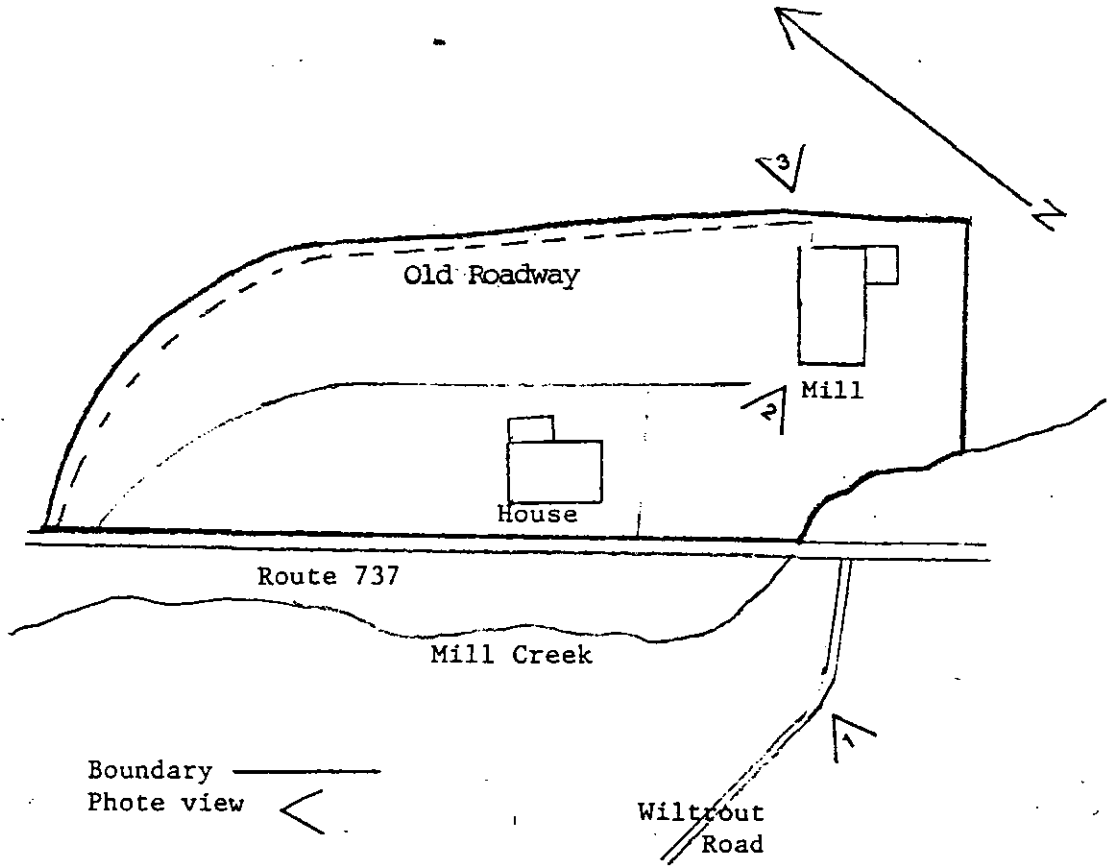 N
3
Old Roadway
Mill
2
House
Route 737
Mill Creek
1
Boundary
Phote view
Wiltrout
Road